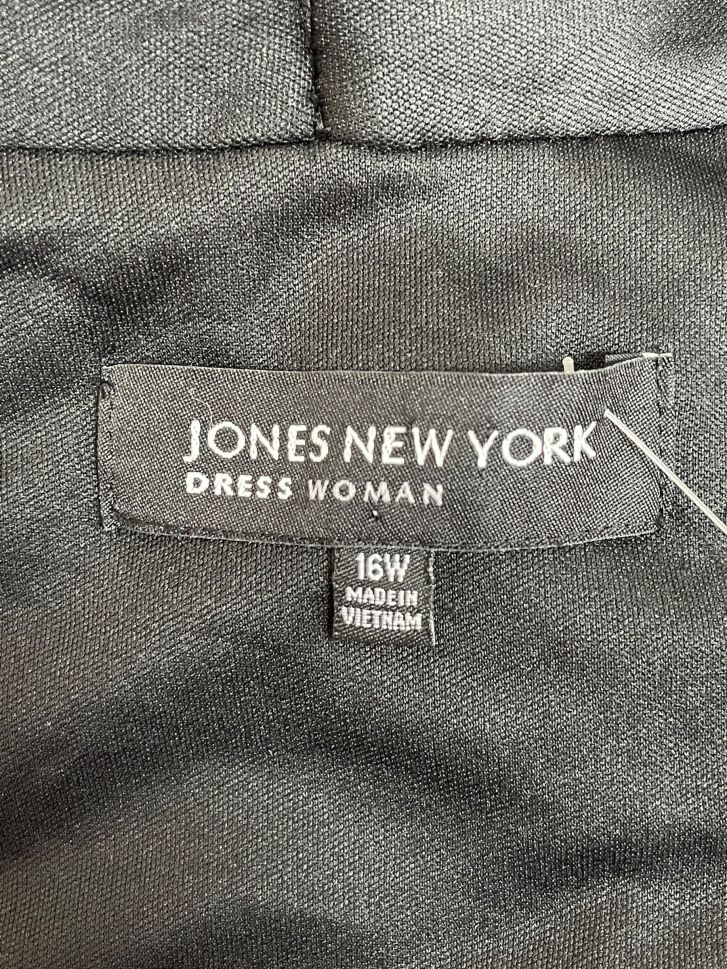 JONES NEW YORK
DRESS WOMAN
16W
MADE IN
VIETNAM